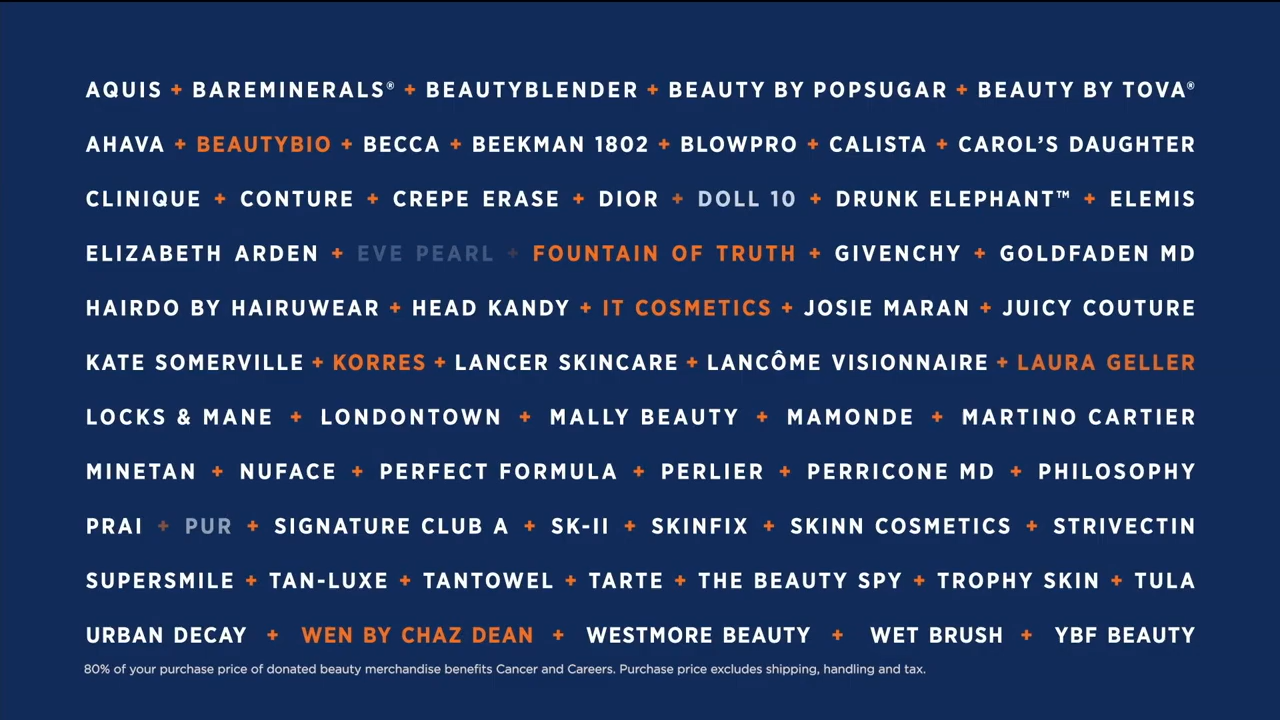 AQUIS + BAREMINERALS® + BEAUTYBLENDER + BEAUTY BY POPSUGAR + BEAUTY BY TOVA®
AHAVA + BEAUTYBIO + BECCA + BEEKMAN 1802 + BLOWPRO + CALISTA + CAROL'S DAUGHTER
CLINIQUE + CONTURE + CREPE ERASE + DIOR + DOLL 10 + DRUNK ELEPHANT™ + ELEMIS
ELIZABETH ARDEN + EVE PEARL + FOUNTAIN OF TRUTH + GIVENCHY + GOLDFADEN MD
HAIRDO BY HAIRUWEAR + HEAD KANDY + IT COSMETICS + JOSIE MARAN + JUICY COUTURE
KATE SOMERVILLE + KORRES + LANCER SKINCARE + LANCÔME VISIONNAIRE + LAURA GELLER
LOCKS & MANE + LONDONTOWN + MALLY BEAUTY + MAMONDE + MARTINO CARTIER
MINETAN + NUFACE + PERFECT FORMULA + PERLIER + PERRICONE MD + PHILOSOPHY
PRAI + PUR + SIGNATURE CLUB A + SK-II + SKINFIX + SKINN COSMETICS + STRIVECTIN
SUPERSMILE + TAN-LUXE + TANTOWEL + TARTE + THE BEAUTY SPY + TROPHY SKIN + TULA
URBAN DECAY + WEN BY CHAZ DEAN + WESTMORE BEAUTY + WET BRUSH + YBF BEAUTY
80% of your purchase price of donated beauty merchandise benefits Cancer and Careers. Purchase price excludes shipping, handling and tax.